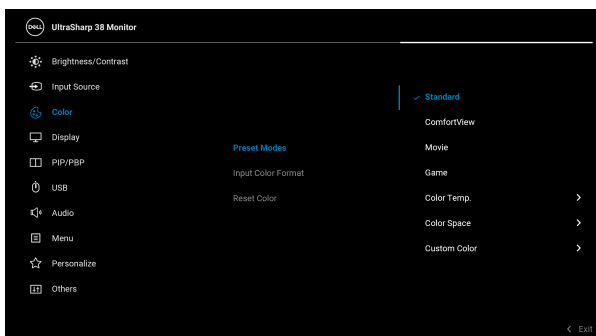 DELL UltraSharp 38 Monitor
Brightness/Contrast
Input Source
Color
Display
PIP/PBP
USB
Audio
Menu
Personalize
Others
Preset Modes
Input Color Format
Reset Color
Standard
ComfortView
Movie
Game
Color Temp.
Color Space
Custom Color
Exit